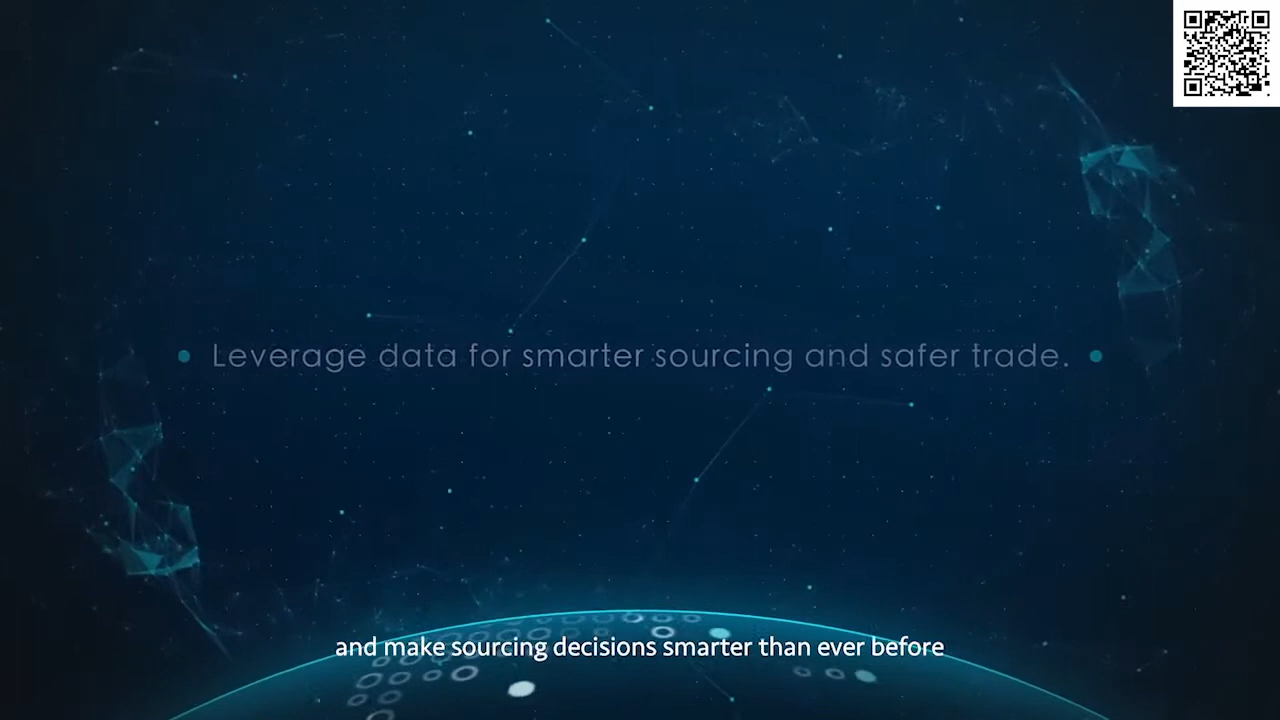 Leverage data for smarter sourcing and safer trade.
and make sourcing decisions smarter than ever before